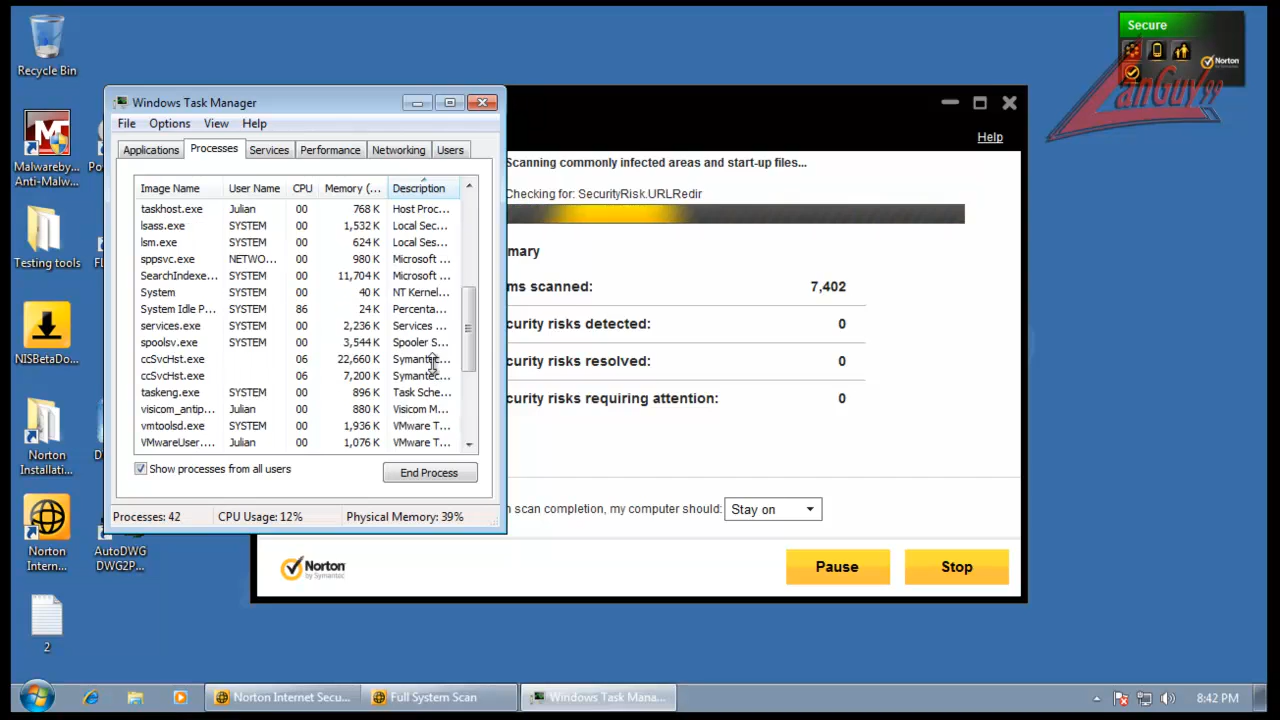 Recycle Bin
Malwareby...
Anti-Malw...
Testing tools
NISBetaDo...
Norton
Installati...
Norton
Intern...
AutoDWG
DWG2P...
2
Secure
Norton
anGuy99
Windows Task Manager
File Options View Help
Applications Processes Services Performance Networking Users
Image Name User Name CPU Memory (... Description
taskhost.exe Julian 00 768 K Host Proc...
lsass.exe SYSTEM 00 1,532 K Local Sec...
lsm.exe SYSTEM 00 624 K Local Ses...
sppsvc.exe NETWO... 00 980 K Microsoft ...
SearchIndexe... SYSTEM 00 11,704 K Microsoft ...
System SYSTEM 00 40 K NT Kernel...
System Idle P... SYSTEM 86 24 K Percenta...
services.exe SYSTEM 00 2,236 K Services ...
spoolsv.exe SYSTEM 00 3,544 K Spooler S...
ccSvcHst.exe 06 22,660 K Symantec...
ccSvcHst.exe 06 7,200 K Symantec...
taskeng.exe SYSTEM 00 896 K Task Sche...
visicom_antip... Julian 00 880 K Visicom M...
vmtoolsd.exe SYSTEM 00 1,936 K VMware T...
VMwareUser.... Julian 00 1,076 K VMware T...
Show processes from all users
End Process
Processes: 42 CPU Usage: 12% Physical Memory: 39%
Help
Scanning commonly infected areas and start-up files...
Checking for: SecurityRisk.URLRedir
mary
ms scanned: 7,402
curity risks detected: 0
curity risks resolved: 0
curity risks requiring attention: 0
n scan completion, my computer should: Stay on
Norton
by Symantec
Pause
Stop
Norton Internet Secu...
Full System Scan
Windows Task Mana...
8:42 PM